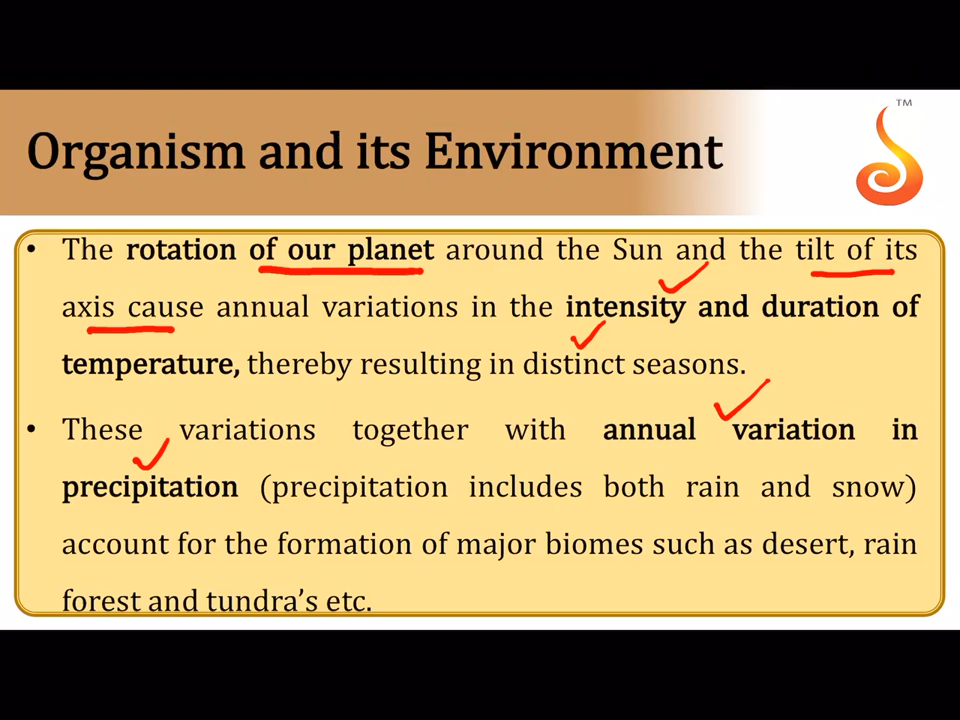 TM
Organism and its Environment
• The rotation of our planet around the Sun and the tilt of its
axis cause annual variations in the intensity and duration of
temperature, thereby resulting in distinct seasons.
• These variations together with annual variation in
precipitation (precipitation includes both rain and snow)
account for the formation of major biomes such as desert, rain
forest and tundra’s etc.